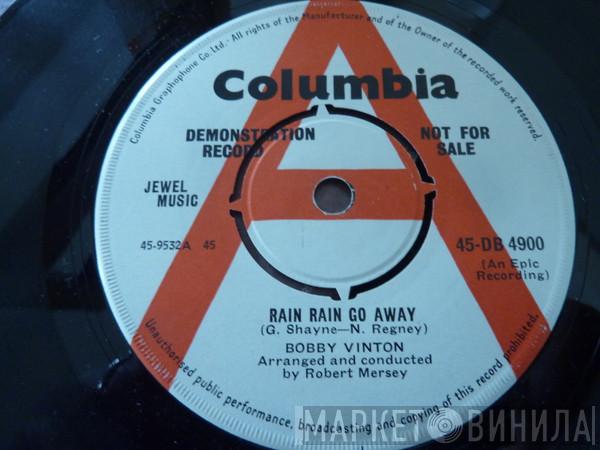 Columbia Graphophone Co. Ltd. All rights of the Manufacturer and of the Owner of the recorded work reserved.
Columbia
DEMONSTRATION
RECORD
NOT FOR
SALE
JEWEL
MUSIC
45-9532A 45
45-DB 4900
(An Epic
Recording)
RAIN RAIN GO AWAY
(G. Shayne—N. Regney)
BOBBY VINTON
Arranged and conducted
by Robert Mersey
Unauthorised public performance, broadcasting and copying of this record prohibited.
МАРКЕТ ВИНИЛА